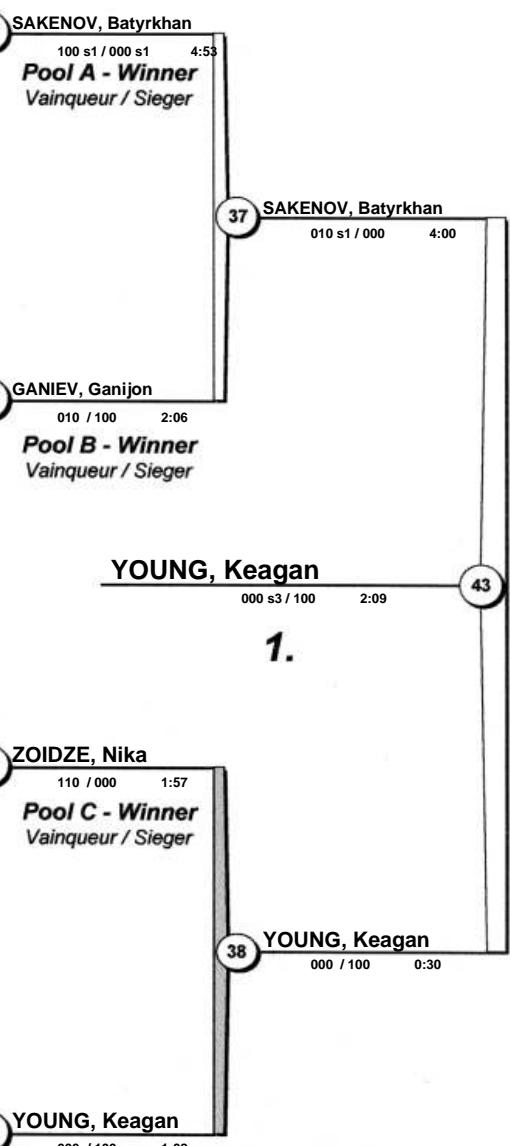 SAKENOV, Batyrkhan
100 s1 / 000 s1 4:53
Pool A - Winner
Vainqueur / Sieger
37
SAKENOV, Batyrkhan
010 s1 / 000 4:00
GANIEV, Ganijon
010 / 100 2:06
Pool B - Winner
Vainqueur / Sieger
YOUNG, Keagan
43
000 s3 / 100 2:09
1.
ZOIDZE, Nika
110 / 000 1:57
Pool C - Winner
Vainqueur / Sieger
38
YOUNG, Keagan
000 / 100 0:30
YOUNG, Keagan